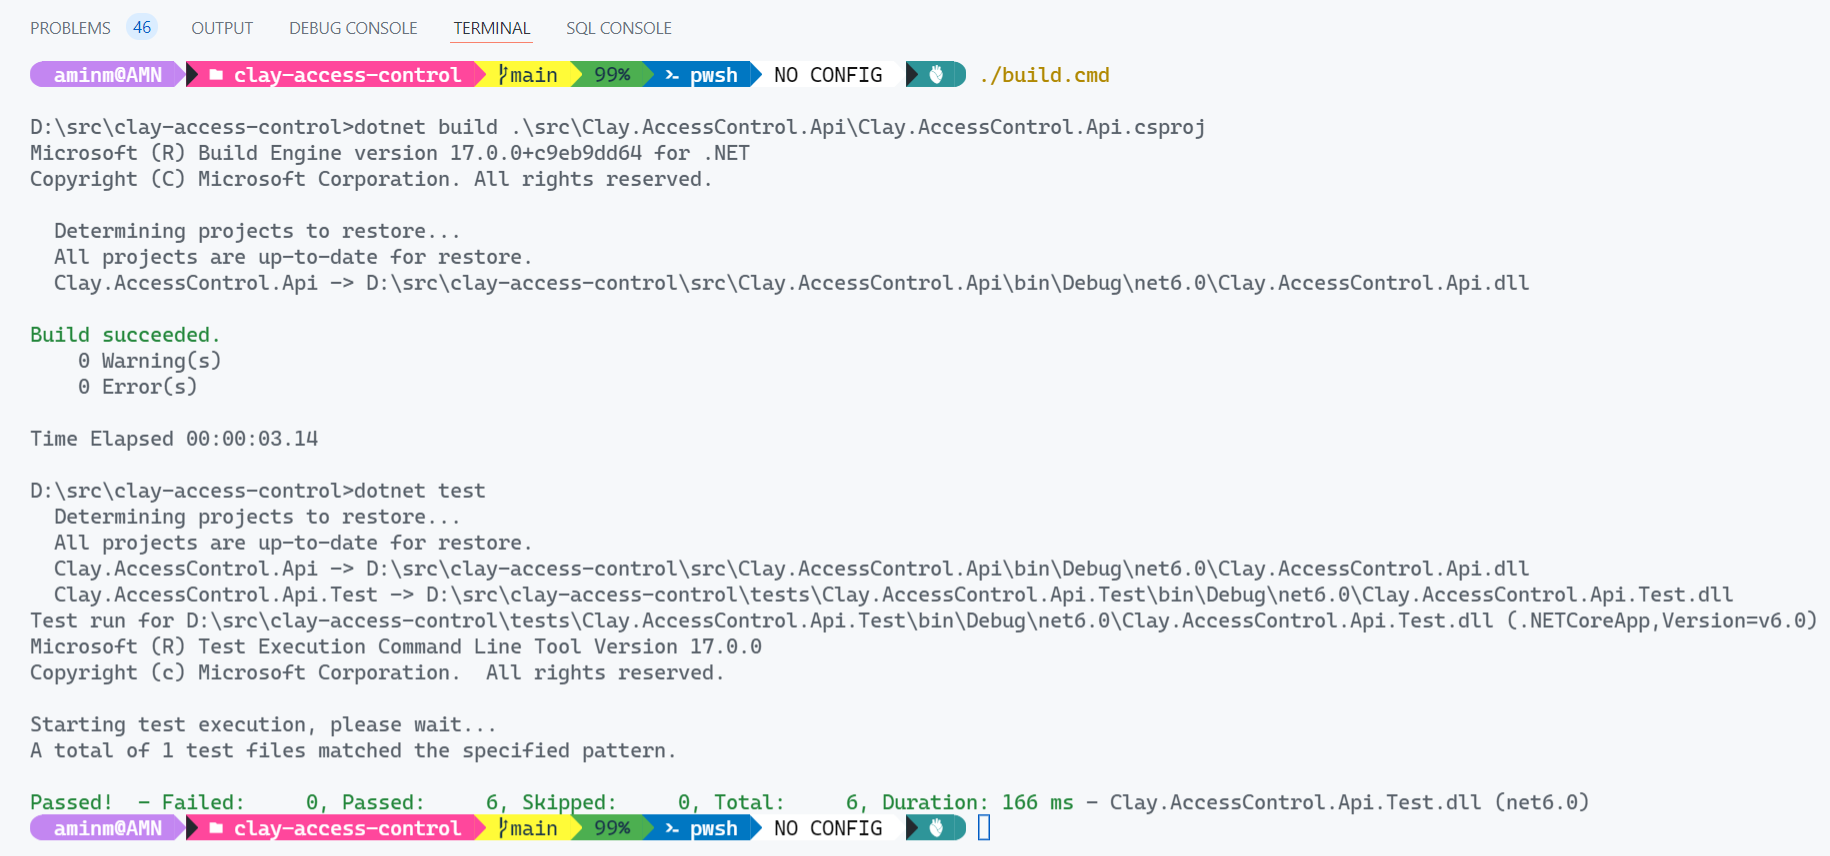 PROBLEMS 46 OUTPUT DEBUG CONSOLE TERMINAL SQL CONSOLE
aminm@AMN clay-access-control main 99% pwsh NO CONFIG ./build.cmd
D:\src\clay-access-control>dotnet build .\src\Clay.AccessControl.Api\Clay.AccessControl.Api.csproj
Microsoft (R) Build Engine version 17.0.0+c9eb9dd64 for .NET
Copyright (C) Microsoft Corporation. All rights reserved.
Determining projects to restore...
All projects are up-to-date for restore.
Clay.AccessControl.Api -> D:\src\clay-access-control\src\Clay.AccessControl.Api\bin\Debug\net6.0\Clay.AccessControl.Api.dll
Build succeeded.
0 Warning(s)
0 Error(s)
Time Elapsed 00:00:03.14
D:\src\clay-access-control>dotnet test
Determining projects to restore...
All projects are up-to-date for restore.
Clay.AccessControl.Api -> D:\src\clay-access-control\src\Clay.AccessControl.Api\bin\Debug\net6.0\Clay.AccessControl.Api.dll
Clay.AccessControl.Api.Test -> D:\src\clay-access-control\tests\Clay.AccessControl.Api.Test\bin\Debug\net6.0\Clay.AccessControl.Api.Test.dll
Test run for D:\src\clay-access-control\tests\Clay.AccessControl.Api.Test\bin\Debug\net6.0\Clay.AccessControl.Api.Test.dll (.NETCoreApp,Version=v6.0)
Microsoft (R) Test Execution Command Line Tool Version 17.0.0
Copyright (c) Microsoft Corporation.  All rights reserved.
Starting test execution, please wait...
A total of 1 test files matched the specified pattern.
Passed!  - Failed:     0, Passed:     6, Skipped:     0, Total:     6, Duration: 166 ms - Clay.AccessControl.Api.Test.dll (net6.0)
aminm@AMN clay-access-control main 99% pwsh NO CONFIG